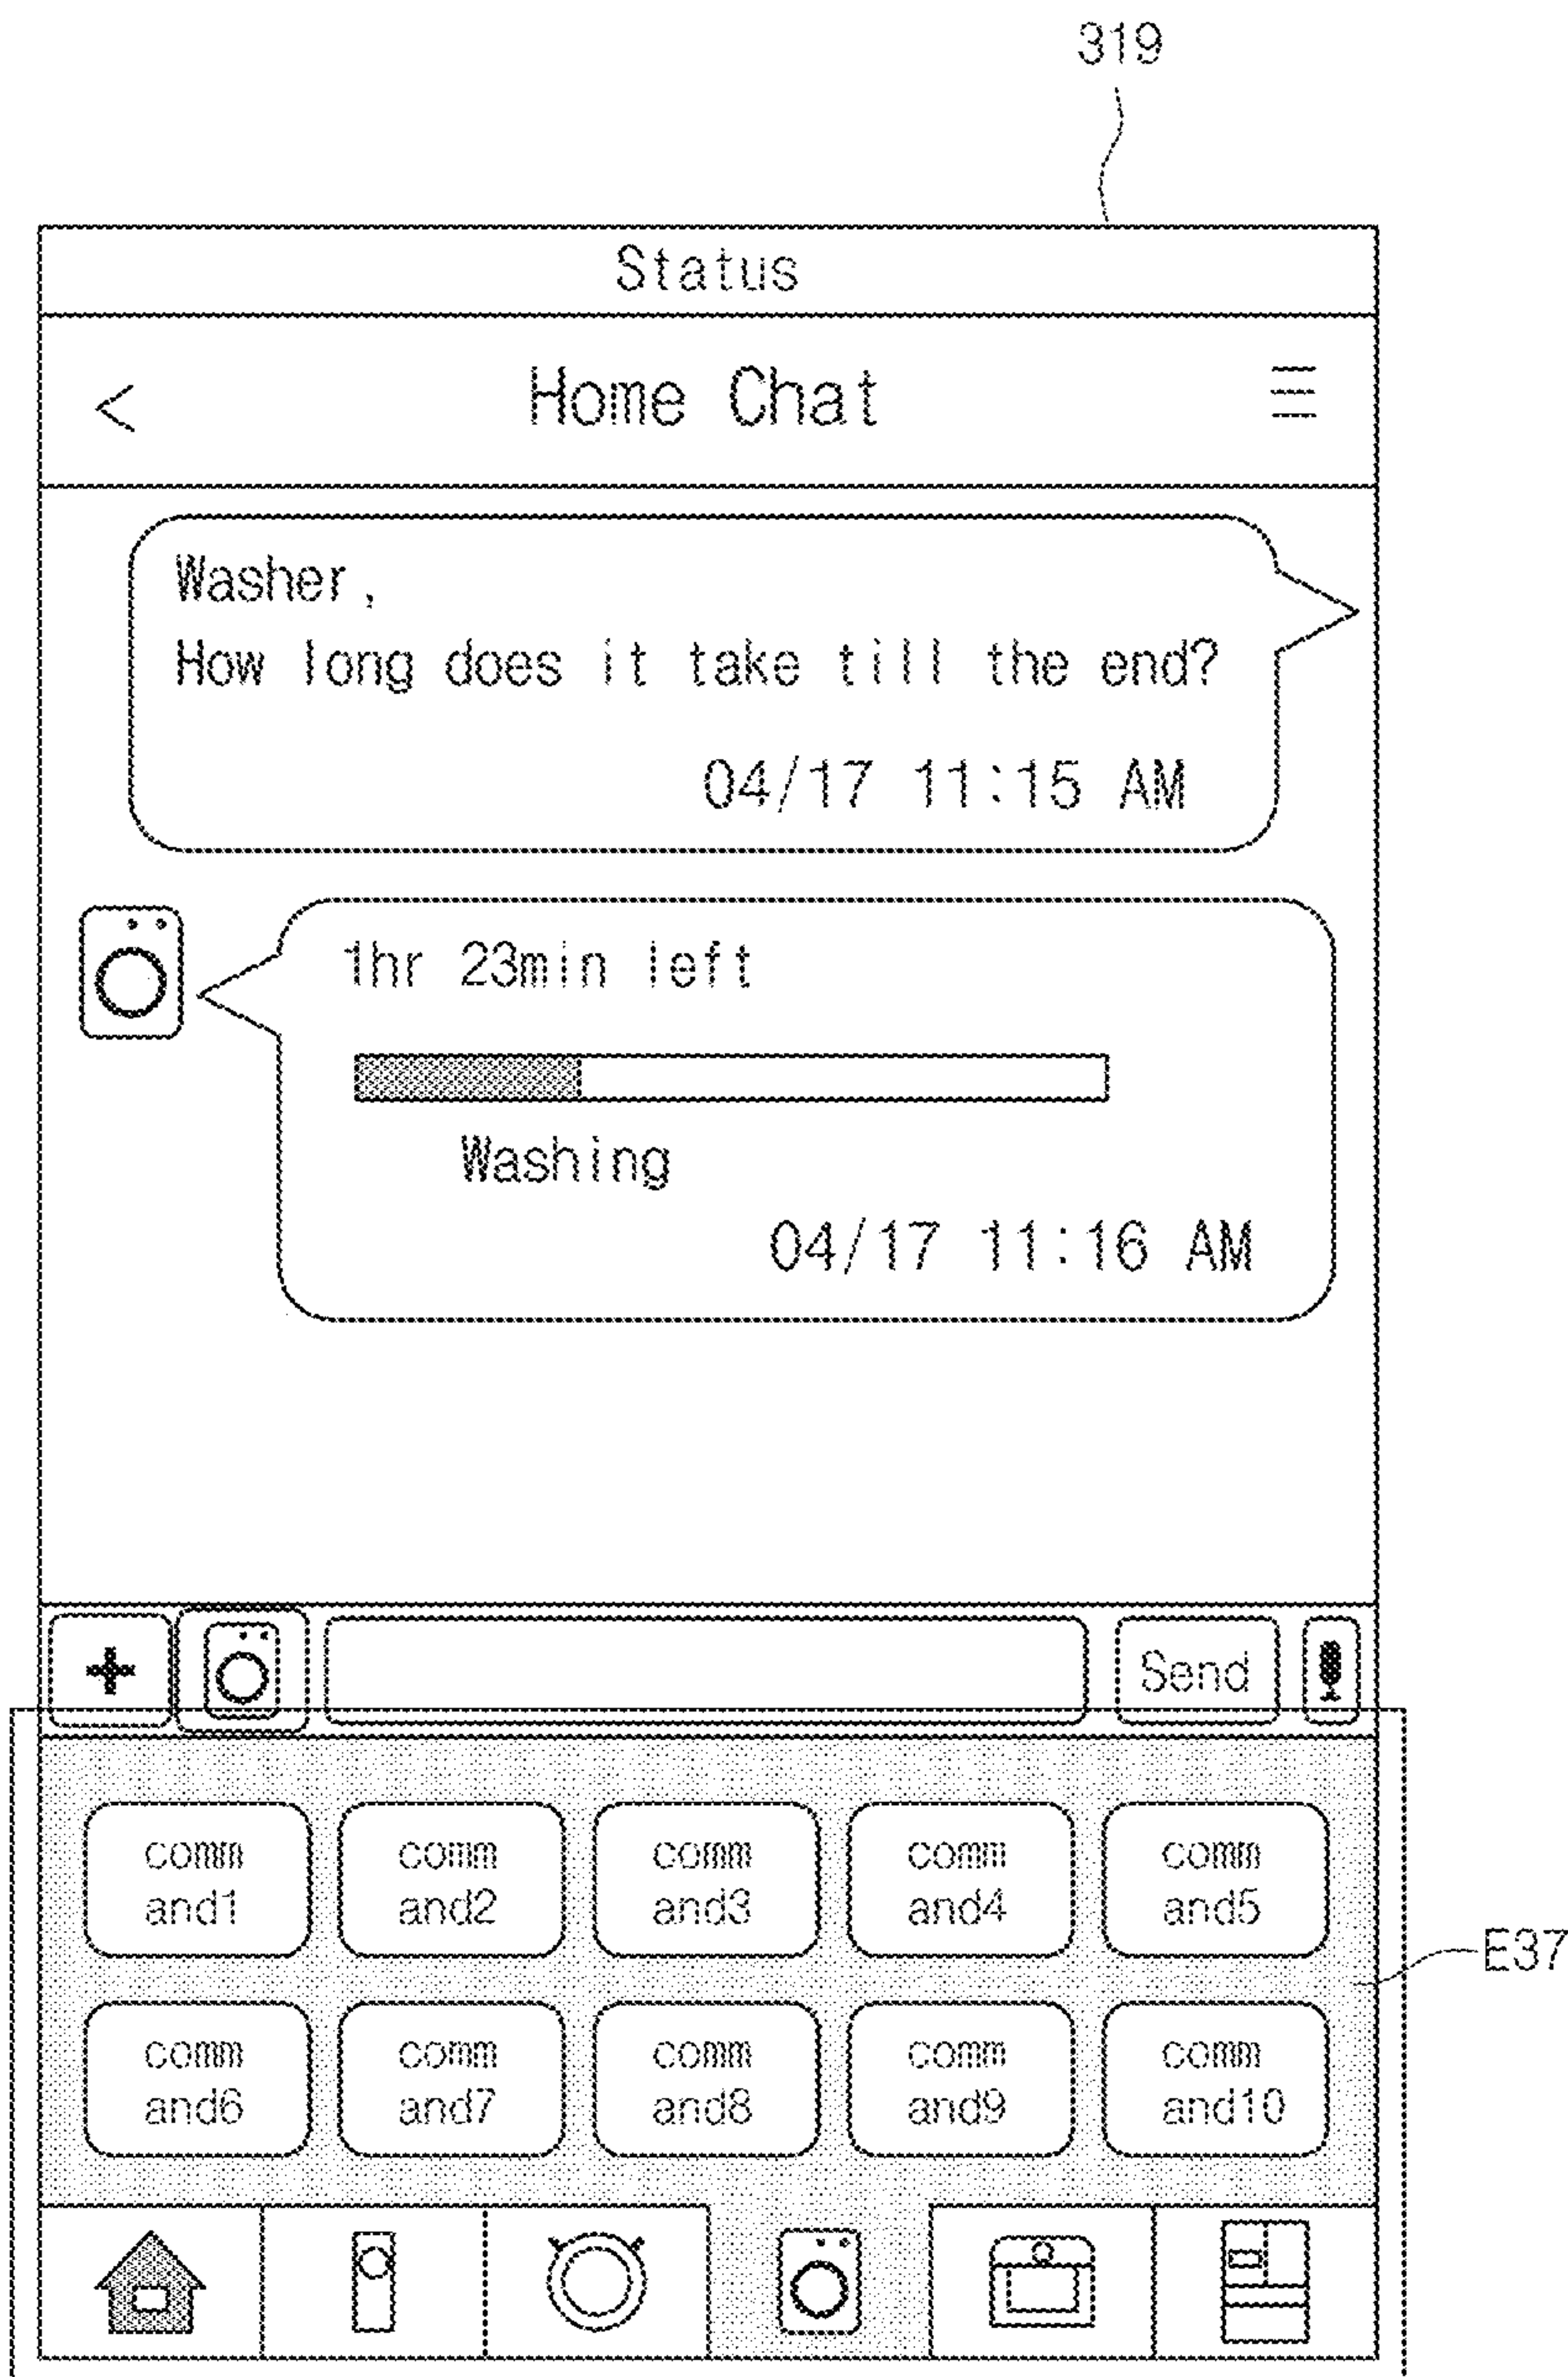 319
Status
< Home Chat
Washer,
How long does it take till the end?
04/17 11:15 AM
1hr 23min left
Washing
04/17 11:16 AM
+ Send
comm
and1
comm
and2
comm
and3
comm
and4
comm
and5
E37
comm
and6
comm
and7
comm
and8
comm
and9
comm
and10